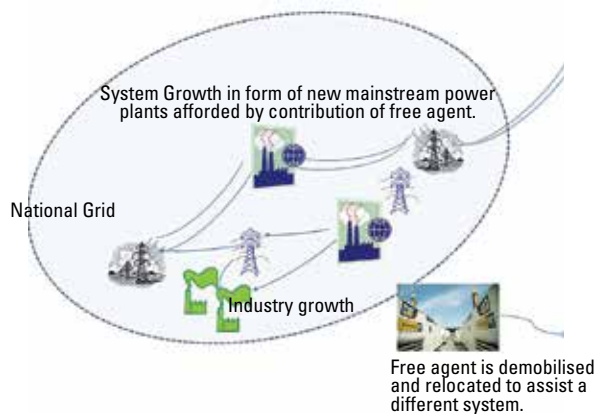 System Growth in form of new mainstream power
plants afforded by contribution of free agent.
National Grid
Industry growth
Free agent is demobilised
and relocated to assist a
different system.